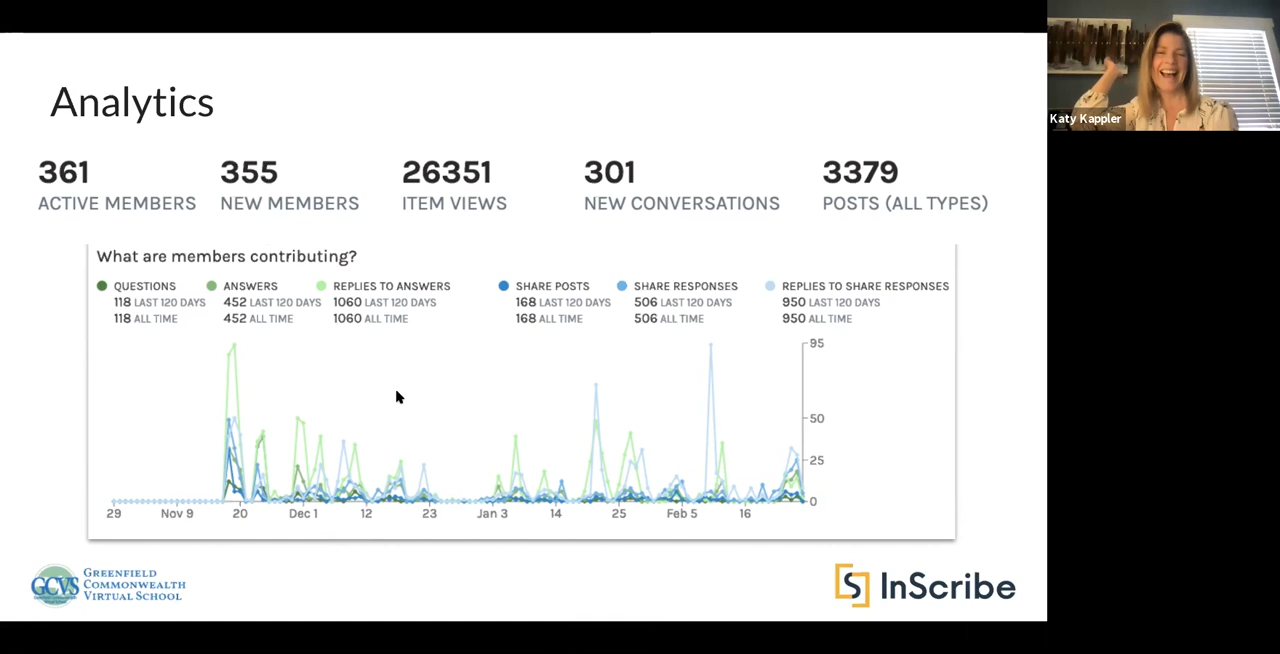 Analytics
361 355 26351 301 3379
ACTIVE MEMBERS NEW MEMBERS ITEM VIEWS NEW CONVERSATIONS POSTS (ALL TYPES)
Katy Kappler
What are members contributing?
QUESTIONS ANSWERS REPLIES TO ANSWERS SHARE POSTS SHARE RESPONSES REPLIES TO SHARE RESPONSES
118 LAST 120 DAYS 452 LAST 120 DAYS 1060 LAST 120 DAYS 168 LAST 120 DAYS 506 LAST 120 DAYS 950 LAST 120 DAYS
118 ALL TIME 452 ALL TIME 1060 ALL TIME 168 ALL TIME 506 ALL TIME 950 ALL TIME
95
50
25
0
29 Nov 9 20 Dec 1 12 23 Jan 3 14 25 Feb 5 16
GCVS
GREENFIELD
COMMONWEALTH
VIRTUAL SCHOOL
InScribe